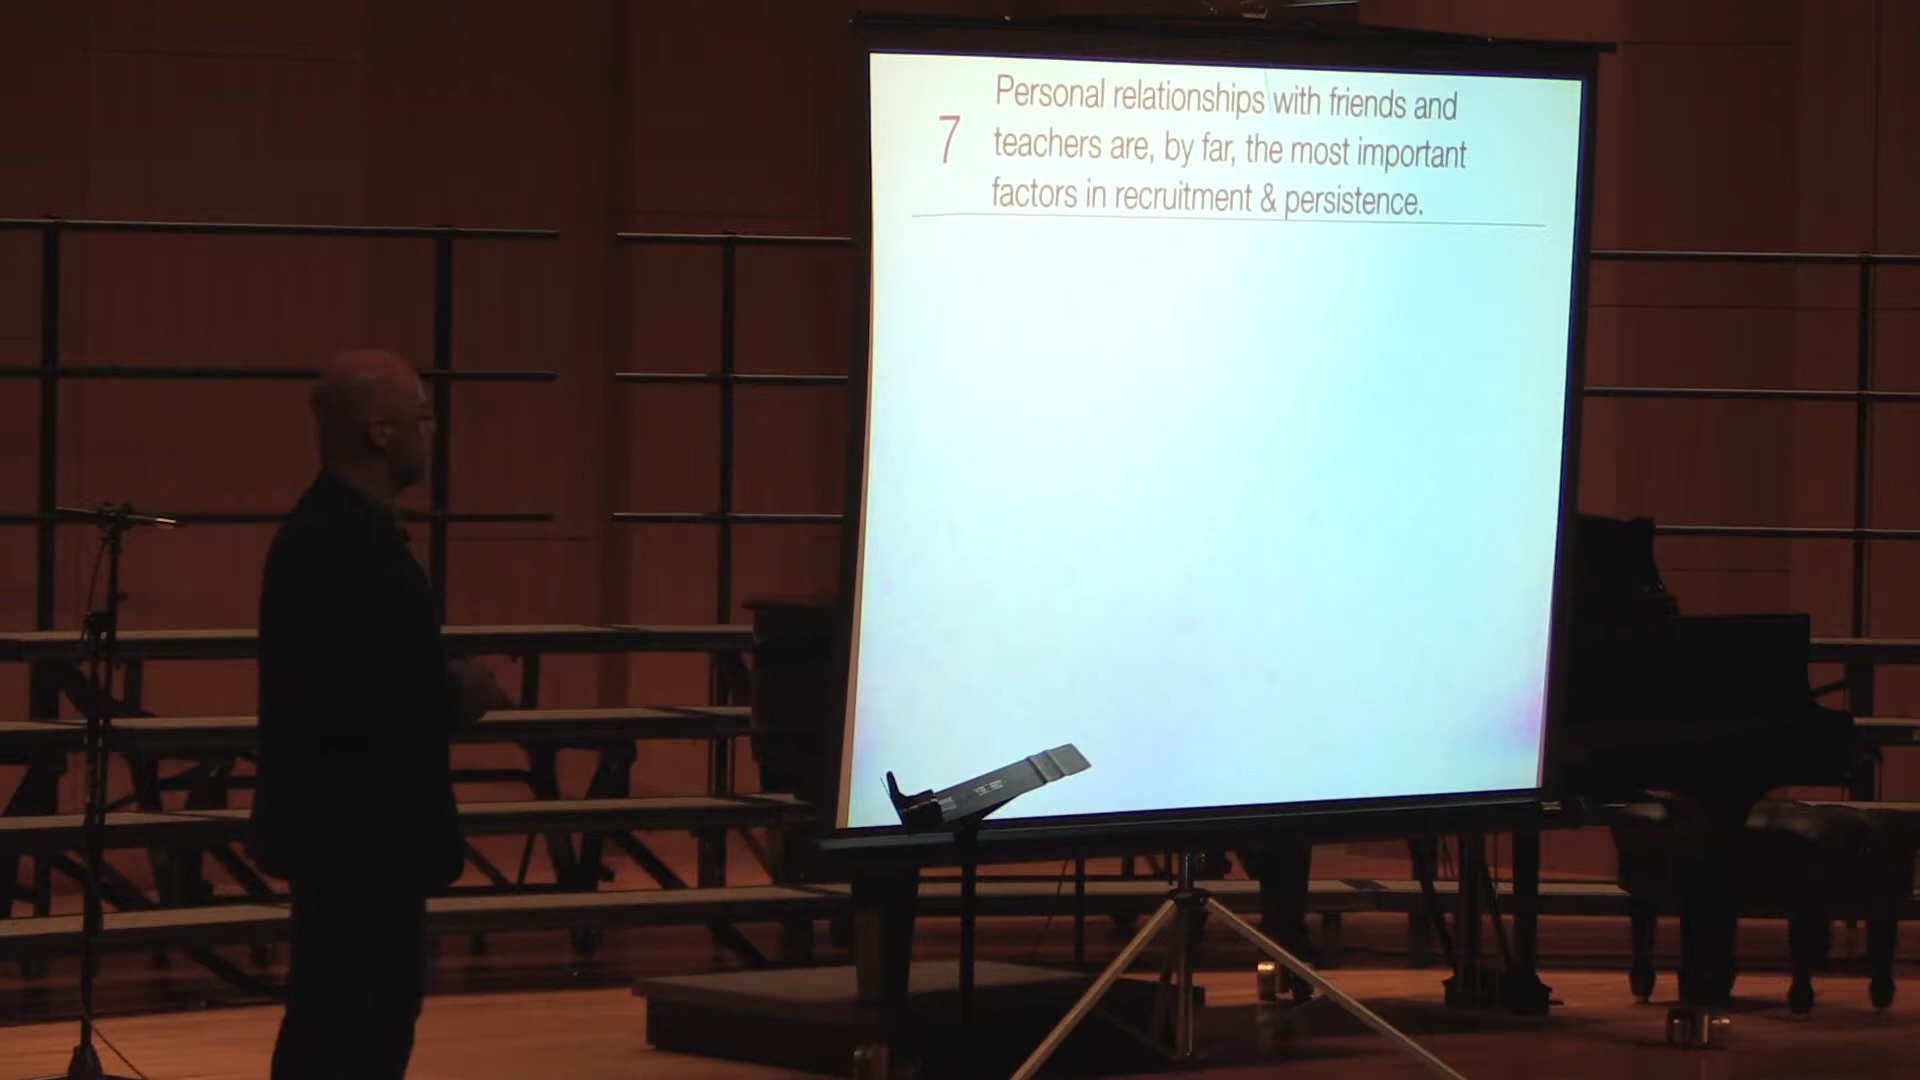 Personal relationships with friends and
7 teachers are, by far, the most important
factors in recruitment & persistence.